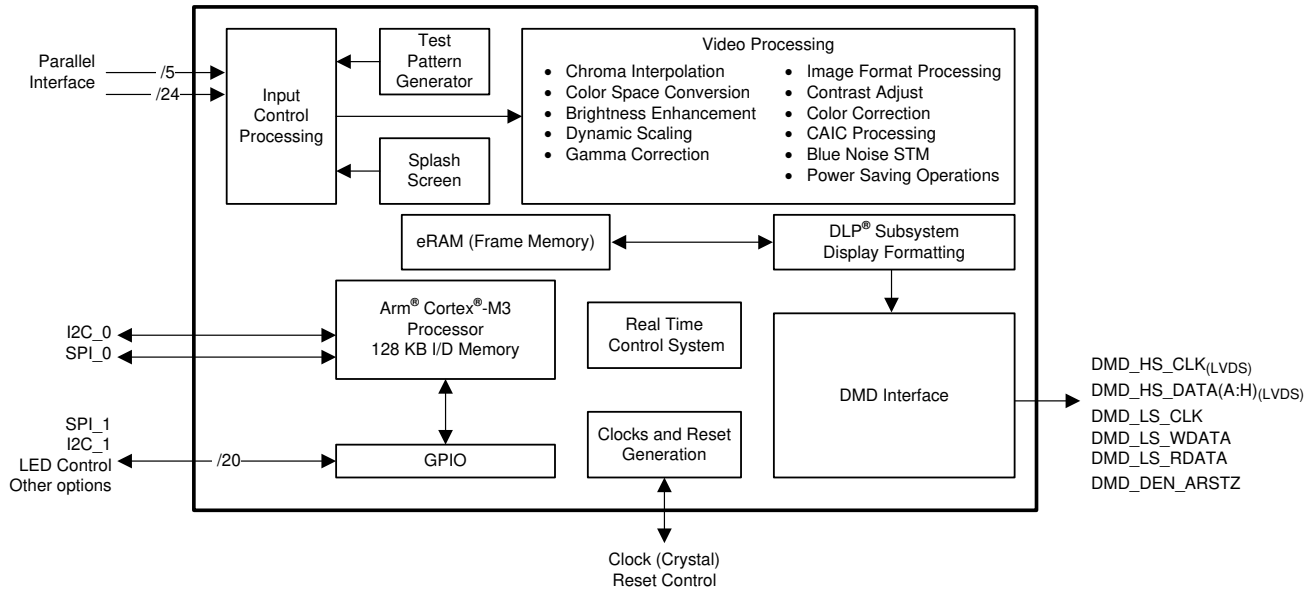 Parallel
Interface
/5
/24
Input
Control
Processing
Test
Pattern
Generator
Splash
Screen
Video Processing
• Chroma Interpolation
• Color Space Conversion
• Brightness Enhancement
• Dynamic Scaling
• Gamma Correction
• Image Format Processing
• Contrast Adjust
• Color Correction
• CAIC Processing
• Blue Noise STM
• Power Saving Operations
eRAM (Frame Memory)
DLP® Subsystem
Display Formatting
I2C_0
SPI_0
Arm® Cortex®-M3
Processor
128 KB I/D Memory
Real Time
Control System
DMD Interface
DMD_HS_CLK(LVDS)
DMD_HS_DATA(A:H)(LVDS)
DMD_LS_CLK
DMD_LS_WDATA
DMD_LS_RDATA
DMD_DEN_ARSTZ
SPI_1
I2C_1
LED Control
Other options
/20
GPIO
Clocks and Reset
Generation
Clock (Crystal)
Reset Control